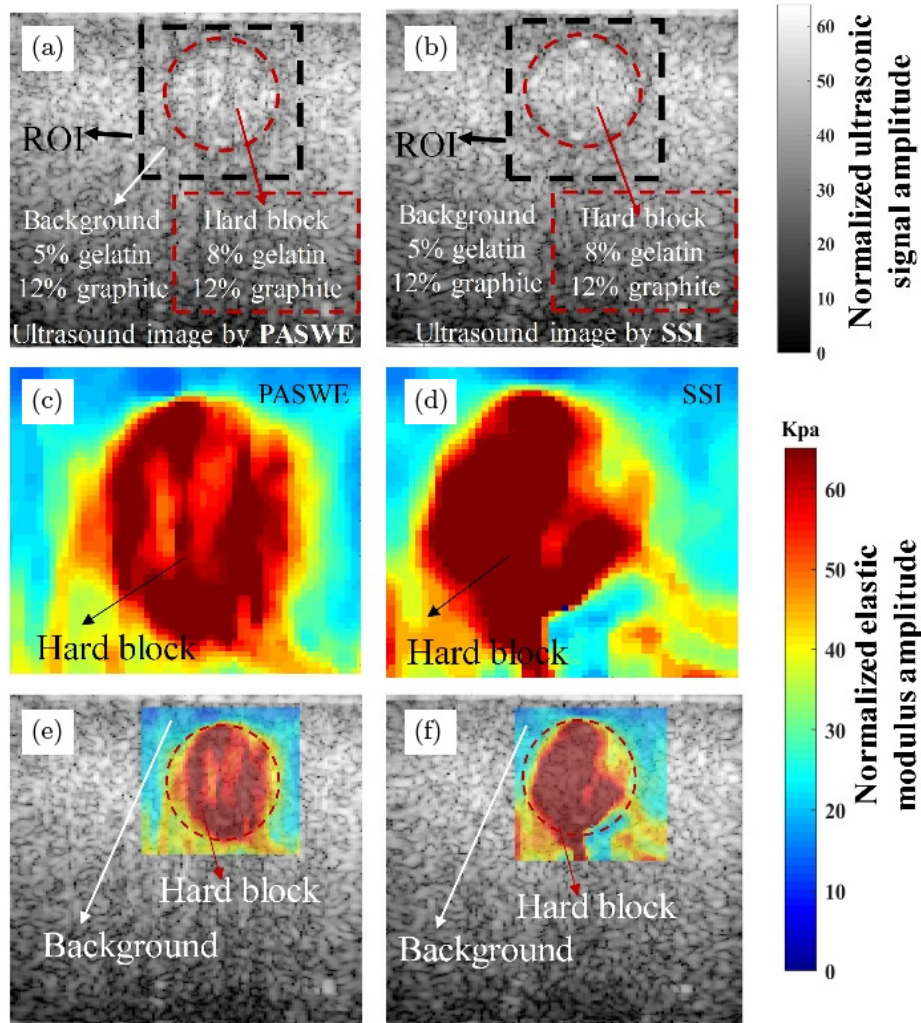 (a)
ROI
Background
5% gelatin
12% graphite
Hard block
8% gelatin
12% graphite
Ultrasound image by PASWE
(b)
ROI
Background
5% gelatin
12% graphite
Hard block
8% gelatin
12% graphite
Ultrasound image by SSI
60
50
40
30
20
10
0
Normalized ultrasonic
signal amplitude
(c)
PASWE
Hard block
(d)
SSI
Hard block
Kpa
60
50
40
30
20
10
0
Normalized elastic
modulus amplitude
(e)
Hard block
Background
(f)
Hard block
Background